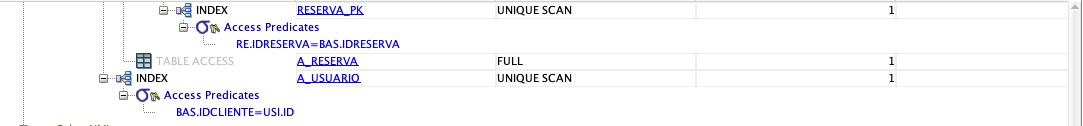 INDEX RESERVA_PK UNIQUE SCAN 1
Access Predicates
RE.IDRESERVA=BAS.IDRESERVA
TABLE ACCESS A_RESERVA FULL 1
INDEX A_USUARIO UNIQUE SCAN 1
Access Predicates
BAS.IDCLIENTE=USI.ID